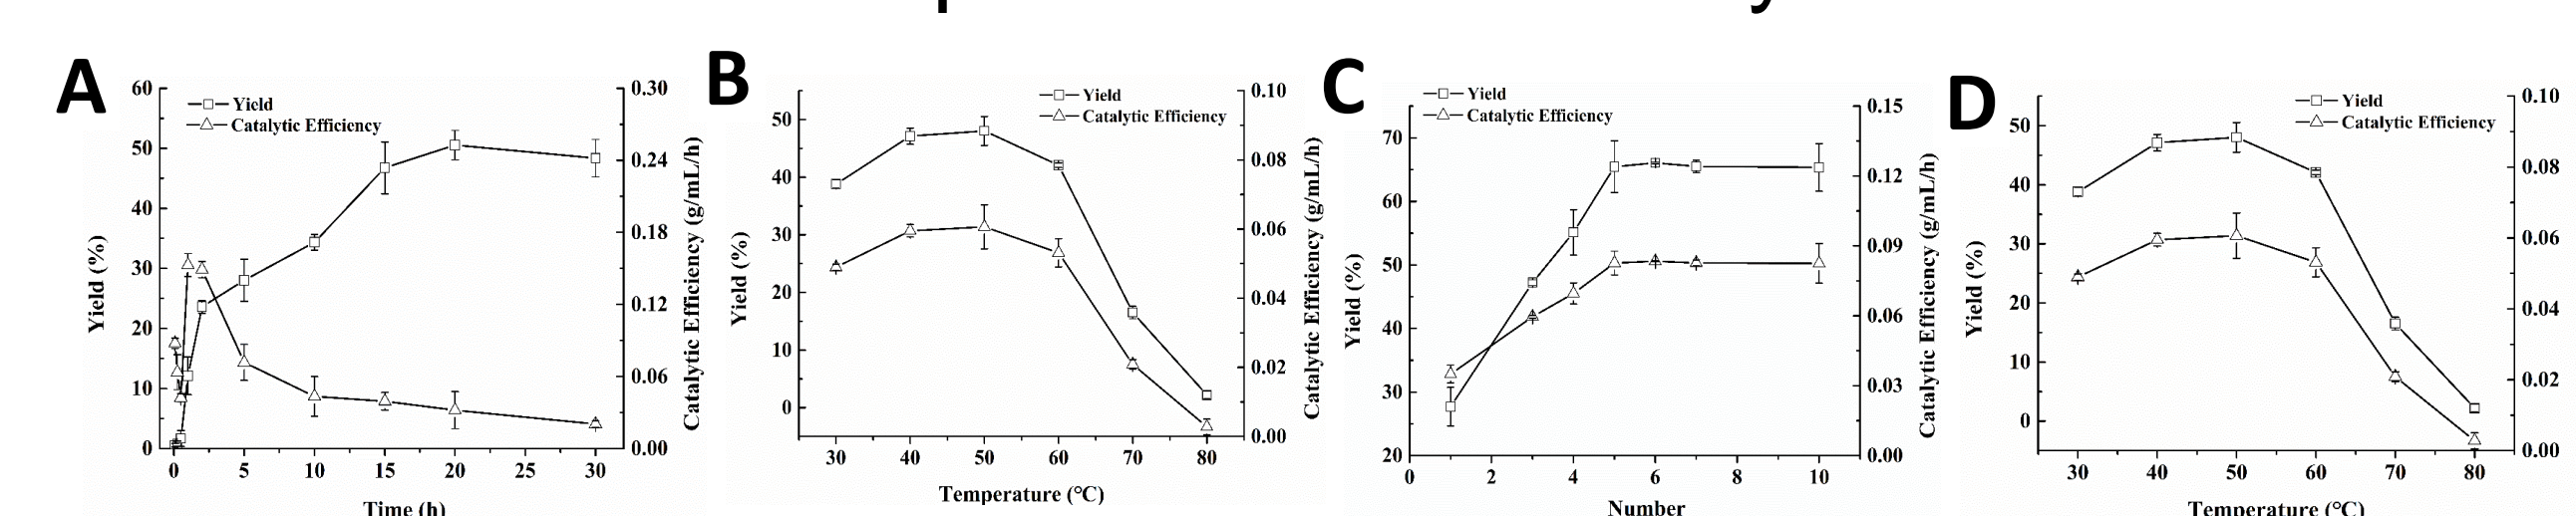 A
60
50
40
30
20
10
0
Yield (%)
Yield
Catalytic Efficiency
0.30
0.24
0.18
0.12
0.06
0.00
Catalytic Efficiency (g/mL/h)
0 5 10 15 20 25 30
Time (h)
B
50
40
30
20
10
0
Yield (%)
Yield
Catalytic Efficiency
0.10
0.08
0.06
0.04
0.02
0.00
Catalytic Efficiency (g/mL/h)
30 40 50 60 70 80
Temperature (℃)
C
70
60
50
40
30
20
Yield (%)
Yield
Catalytic Efficiency
0.15
0.12
0.09
0.06
0.03
0.00
Catalytic Efficiency (g/mL/h)
0 2 4 6 8 10
Number
D
50
40
30
20
10
0
Yield (%)
Yield
Catalytic Efficiency
0.10
0.08
0.06
0.04
0.02
0.00
30 40 50 60 70 80
Temperature (℃)